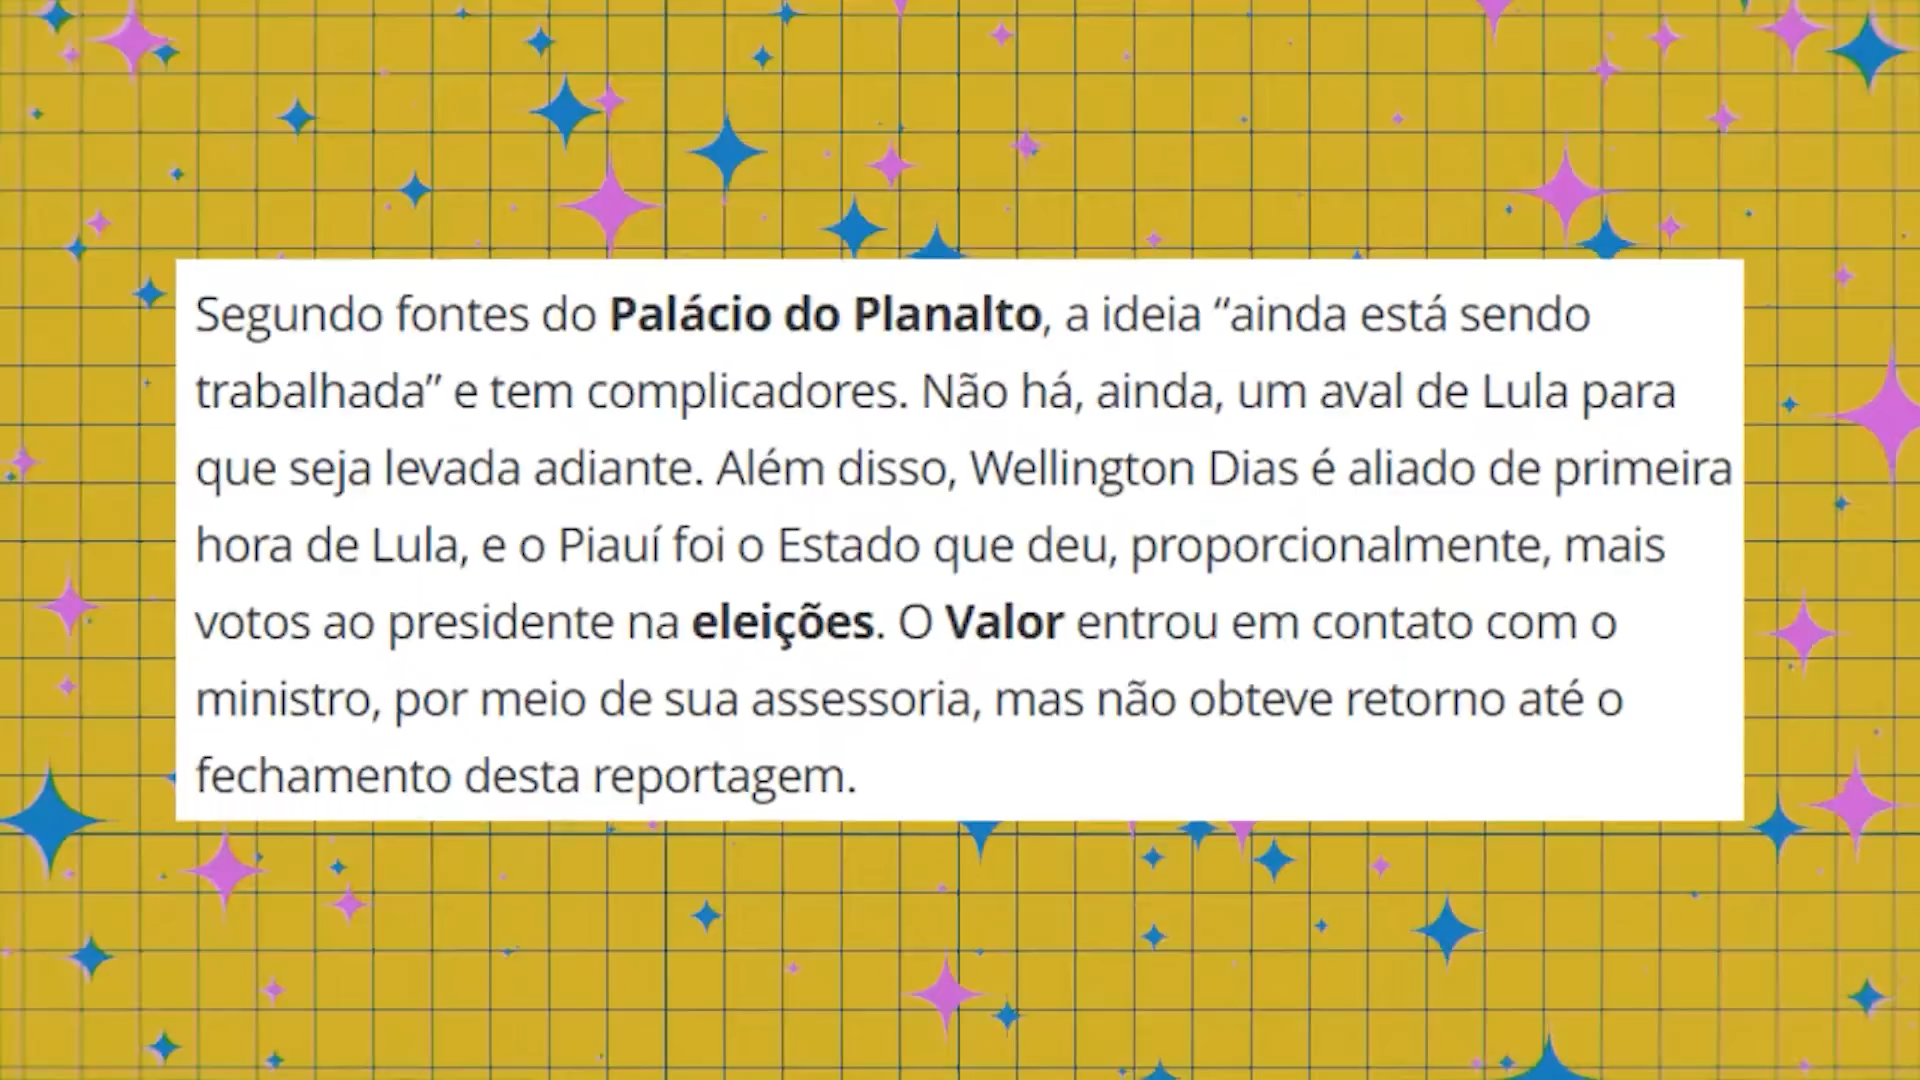 Segundo fontes do Palácio do Planalto, a ideia “ainda está sendo
trabalhada” e tem complicadores. Não há, ainda, um aval de Lula para
que seja levada adiante. Além disso, Wellington Dias é aliado de primeira
hora de Lula, e o Piauí foi o Estado que deu, proporcionalmente, mais
votos ao presidente na eleições. O Valor entrou em contato com o
ministro, por meio de sua assessoria, mas não obteve retorno até o
fechamento desta reportagem.